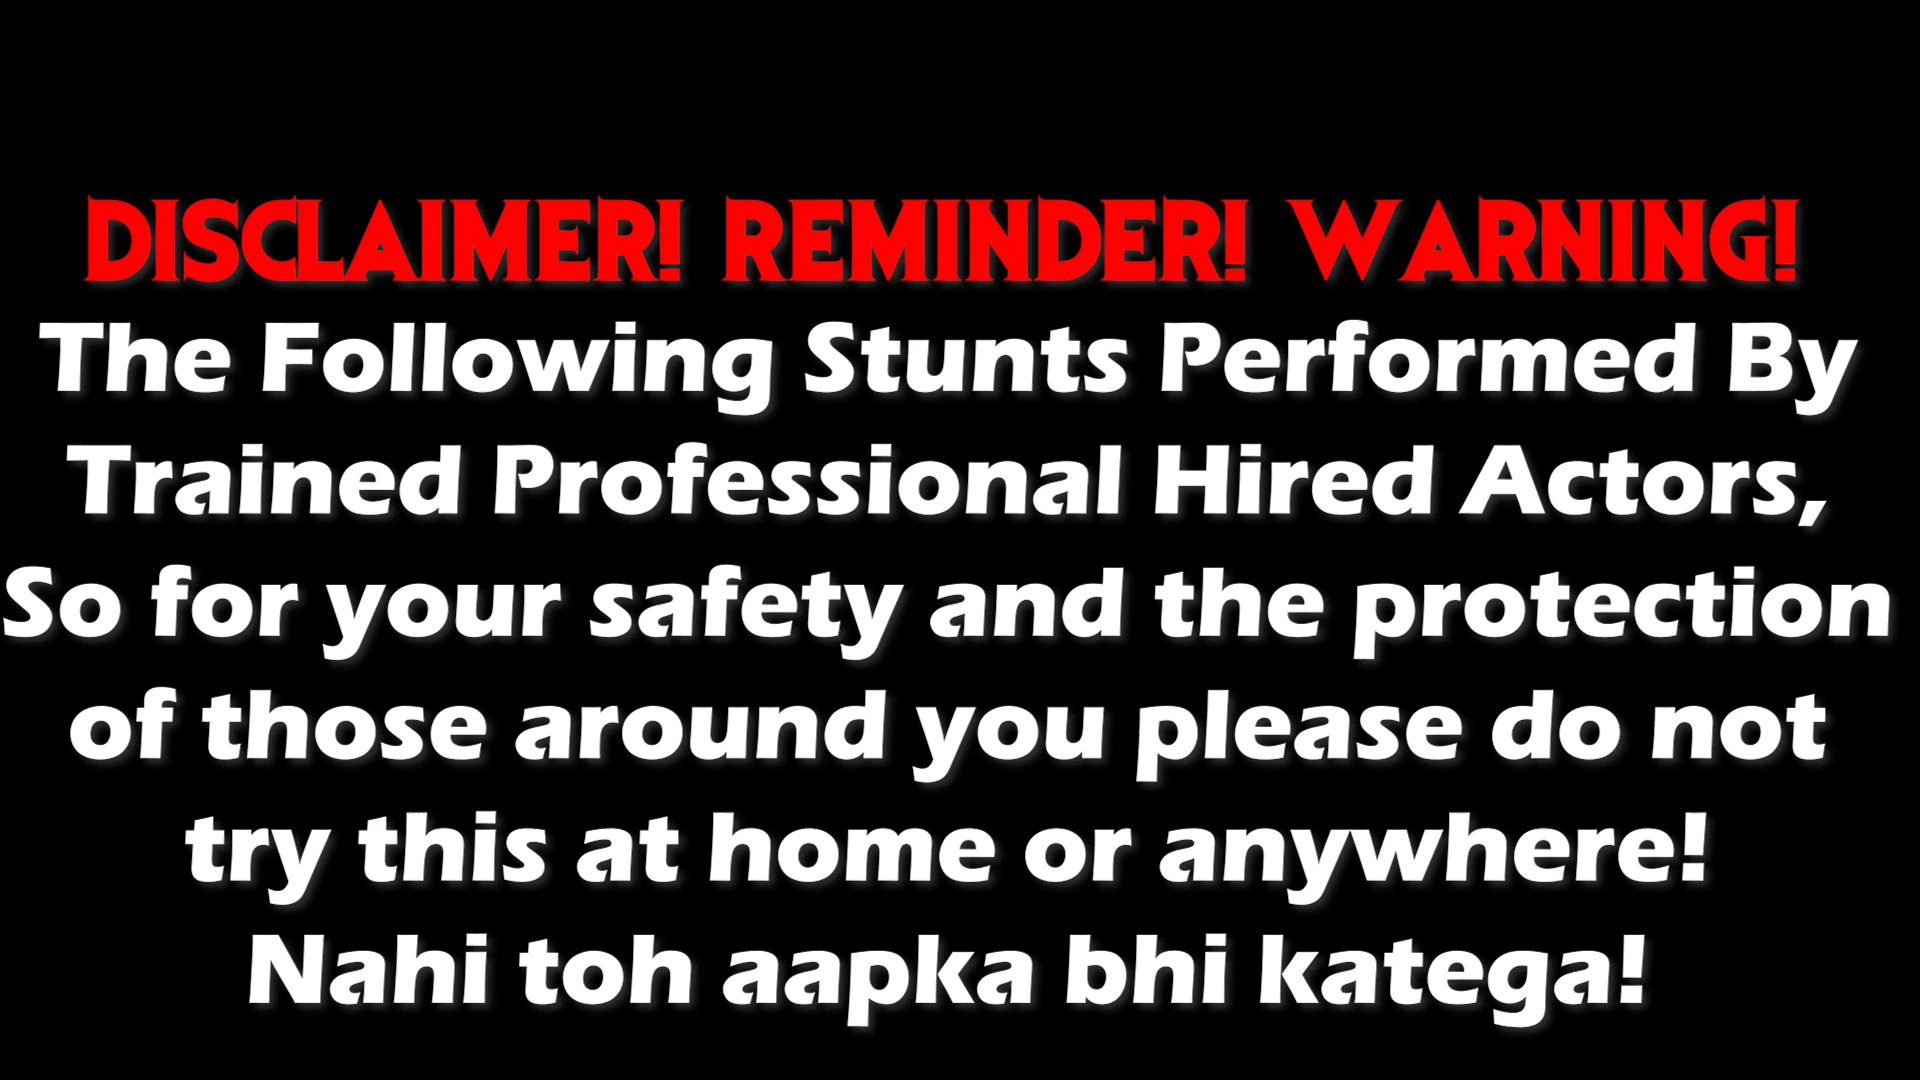 DISCLAIMER! REMINDER! WARNING!
The Following Stunts Performed By
Trained Professional Hired Actors,
So for your safety and the protection
of those around you please do not
try this at home or anywhere!
Nahi toh aapka bhi katega!